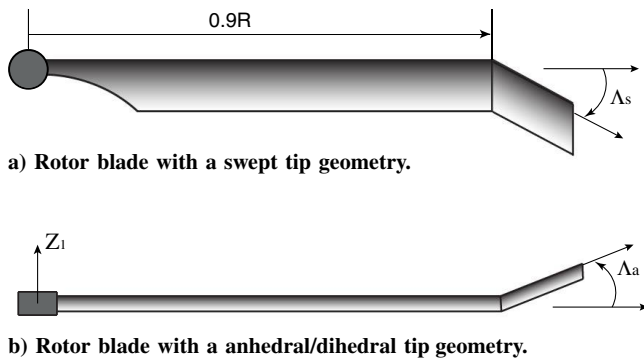 0.9R
Λs
a) Rotor blade with a swept tip geometry.
Z1
Λa
b) Rotor blade with a anhedral/dihedral tip geometry.